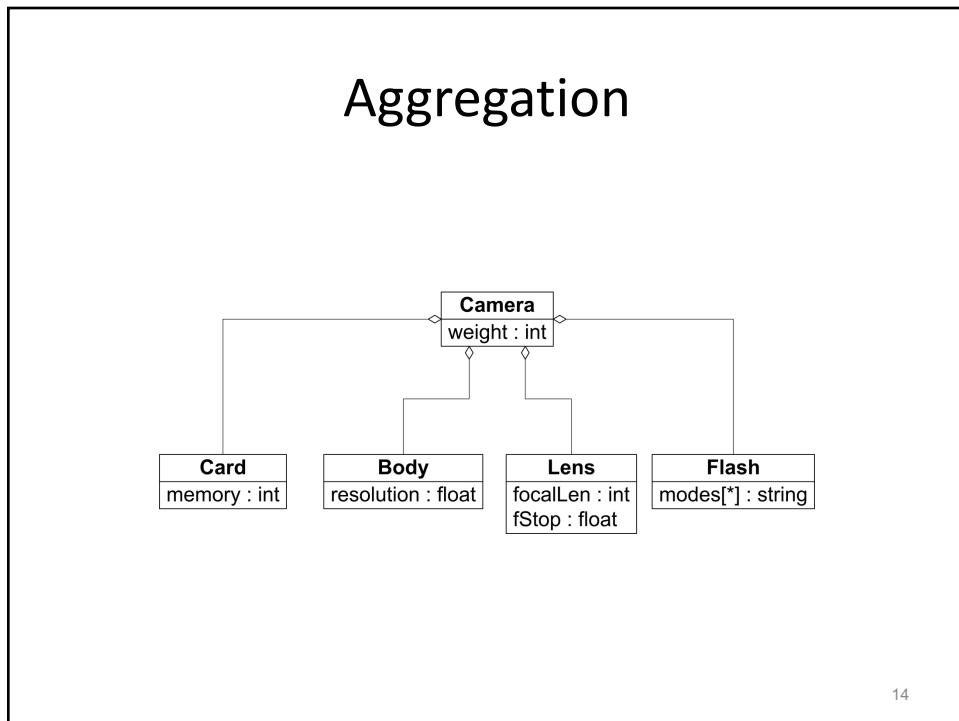 Aggregation
Camera
weight : int
Card
memory : int
Body
resolution : float
Lens
focalLen : int
fStop : float
Flash
modes[*] : string
14